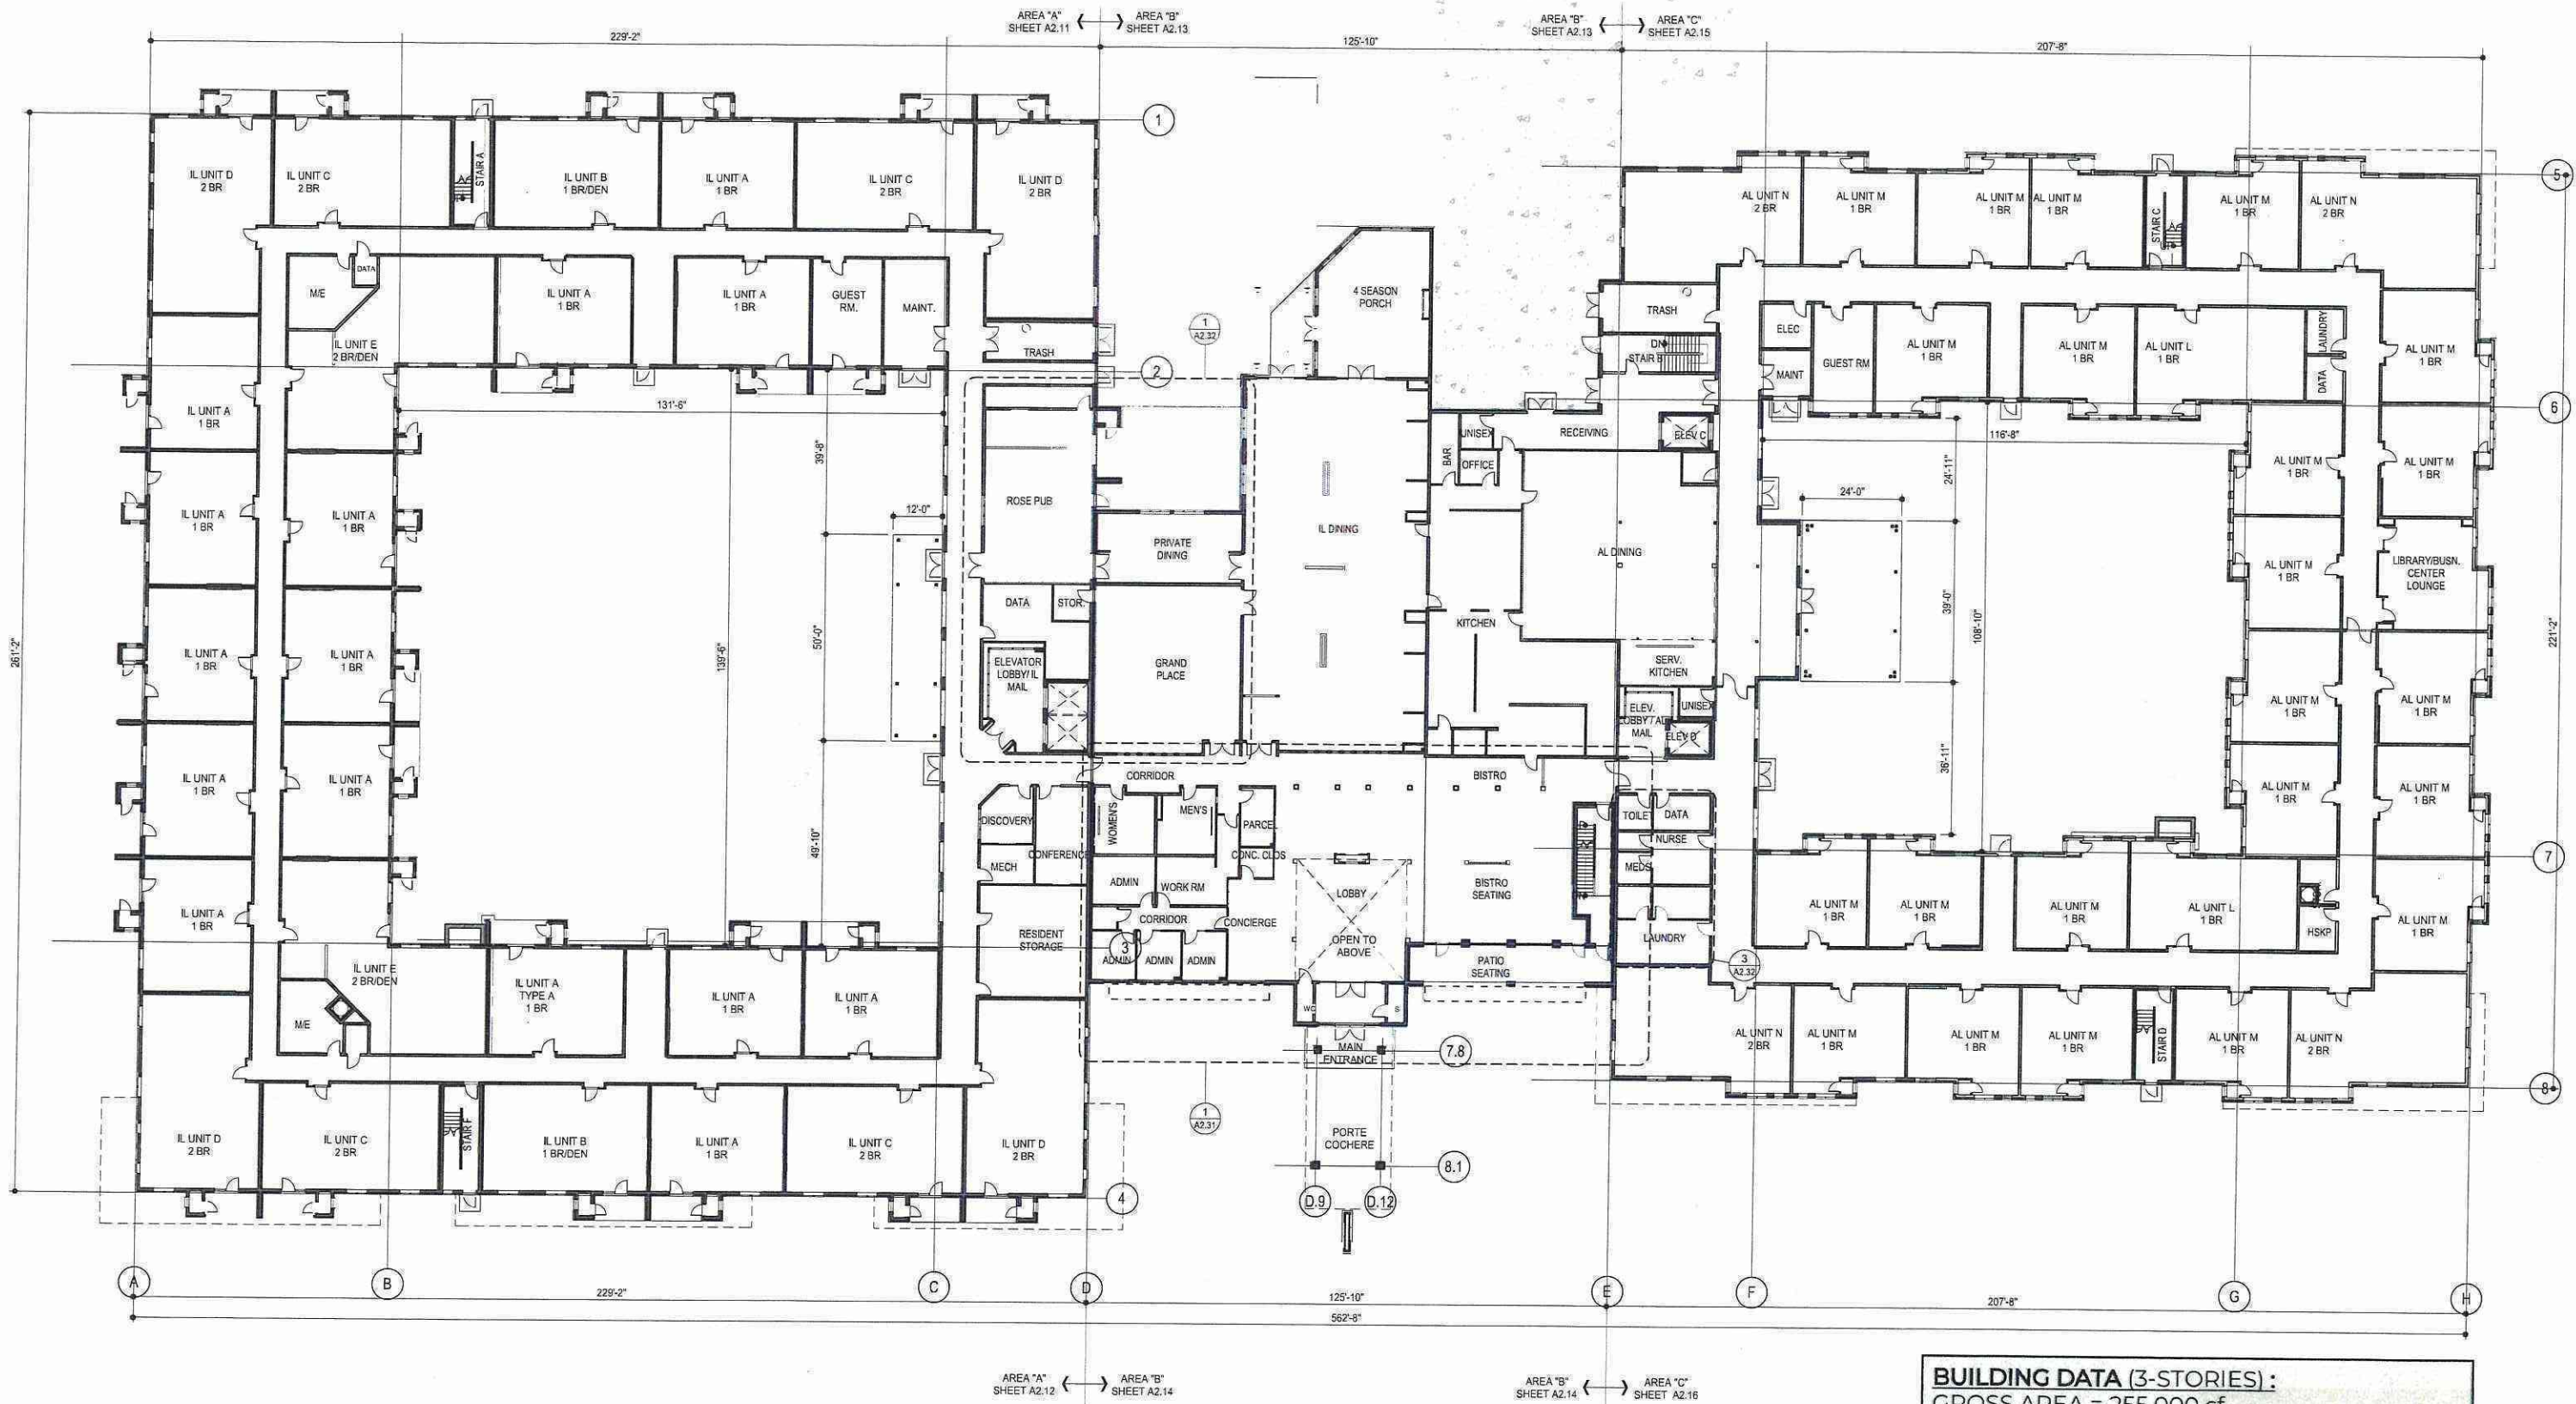 AREA "A"
SHEET A2.11
AREA "B"
SHEET A2.13
AREA "B"
SHEET A2.13
AREA "C"
SHEET A2.15
229'-2"
125'-10"
207'-8"
1
5
IL UNIT D
2 BR
IL UNIT C
2 BR
STAIR A
IL UNIT B
1 BR/DEN
IL UNIT A
1 BR
IL UNIT C
2 BR
IL UNIT D
2 BR
AL UNIT N
2 BR
AL UNIT M
1 BR
AL UNIT M
1 BR
AL UNIT M
1 BR
STAIR C
AL UNIT M
1 BR
AL UNIT N
2 BR
DATA
M/E
IL UNIT E
2 BR/DEN
IL UNIT A
1 BR
IL UNIT A
1 BR
GUEST
RM.
MAINT.
TRASH
4 SEASON
PORCH
1
A2.32
2
TRASH
DN
STAIR B
ELEC
MAINT
GUEST RM
AL UNIT M
1 BR
AL UNIT M
1 BR
AL UNIT L
1 BR
LAUNDRY
DATA
AL UNIT M
1 BR
6
131'-6"
39'-8"
116'-8"
24'-11"
24'-0"
IL UNIT A
1 BR
IL UNIT A
1 BR
IL UNIT A
1 BR
12'-0"
ROSE PUB
PRIVATE
DINING
IL DINING
BAR
UNISEX
OFFICE
RECEIVING
ELEV C
AL DINING
AL UNIT M
1 BR
AL UNIT M
1 BR
AL UNIT M
1 BR
LIBRARY/BUSN.
CENTER
LOUNGE
261'-2"
IL UNIT A
1 BR
IL UNIT A
1 BR
139'-6"
50'-0"
DATA
STOR.
ELEVATOR
LOBBY/ IL
MAIL
GRAND
PLACE
KITCHEN
SERV.
KITCHEN
ELEV.
LOBBY / AL
MAIL
UNISEX
ELEV D
39'-0"
108'-10"
221'-2"
AL UNIT M
1 BR
AL UNIT M
1 BR
IL UNIT A
1 BR
IL UNIT A
1 BR
49'-10"
36'-11"
CORRIDOR
BISTRO
AL UNIT M
1 BR
AL UNIT M
1 BR
DISCOVERY
MECH
CONFERENCE
WOMEN'S
MEN'S
PARCEL
CONC. CLOS
ADMIN
WORK RM
CORRIDOR
CONCIERGE
LOBBY
OPEN TO
ABOVE
BISTRO
SEATING
PATIO
SEATING
TOILET
DATA
NURSE
MEDS
LAUNDRY
7
IL UNIT A
1 BR
RESIDENT
STORAGE
3
ADMIN
ADMIN
ADMIN
AL UNIT M
1 BR
AL UNIT M
1 BR
AL UNIT M
1 BR
AL UNIT L
1 BR
HSKP
AL UNIT M
1 BR
IL UNIT E
2 BR/DEN
M/E
IL UNIT A
TYPE A
1 BR
IL UNIT A
1 BR
IL UNIT A
1 BR
3
A2.32
WC
S
MAIN
ENTRANCE
7.8
AL UNIT N
2 BR
AL UNIT M
1 BR
AL UNIT M
1 BR
AL UNIT M
1 BR
STAIR D
AL UNIT M
1 BR
AL UNIT N
2 BR
8
1
A2.31
IL UNIT D
2 BR
IL UNIT C
2 BR
STAIR F
IL UNIT B
1 BR/DEN
IL UNIT A
1 BR
IL UNIT C
2 BR
IL UNIT D
2 BR
PORTE
COCHERE
8.1
4
D.9
D.12
A
B
C
D
E
F
G
H
229'-2"
125'-10"
207'-8"
562'-8"
AREA "A"
SHEET A2.12
AREA "B"
SHEET A2.14
AREA "B"
SHEET A2.14
AREA "C"
SHEET A2.16
BUILDING DATA (3-STORIES) :
GROSS AREA = 255,000 sf